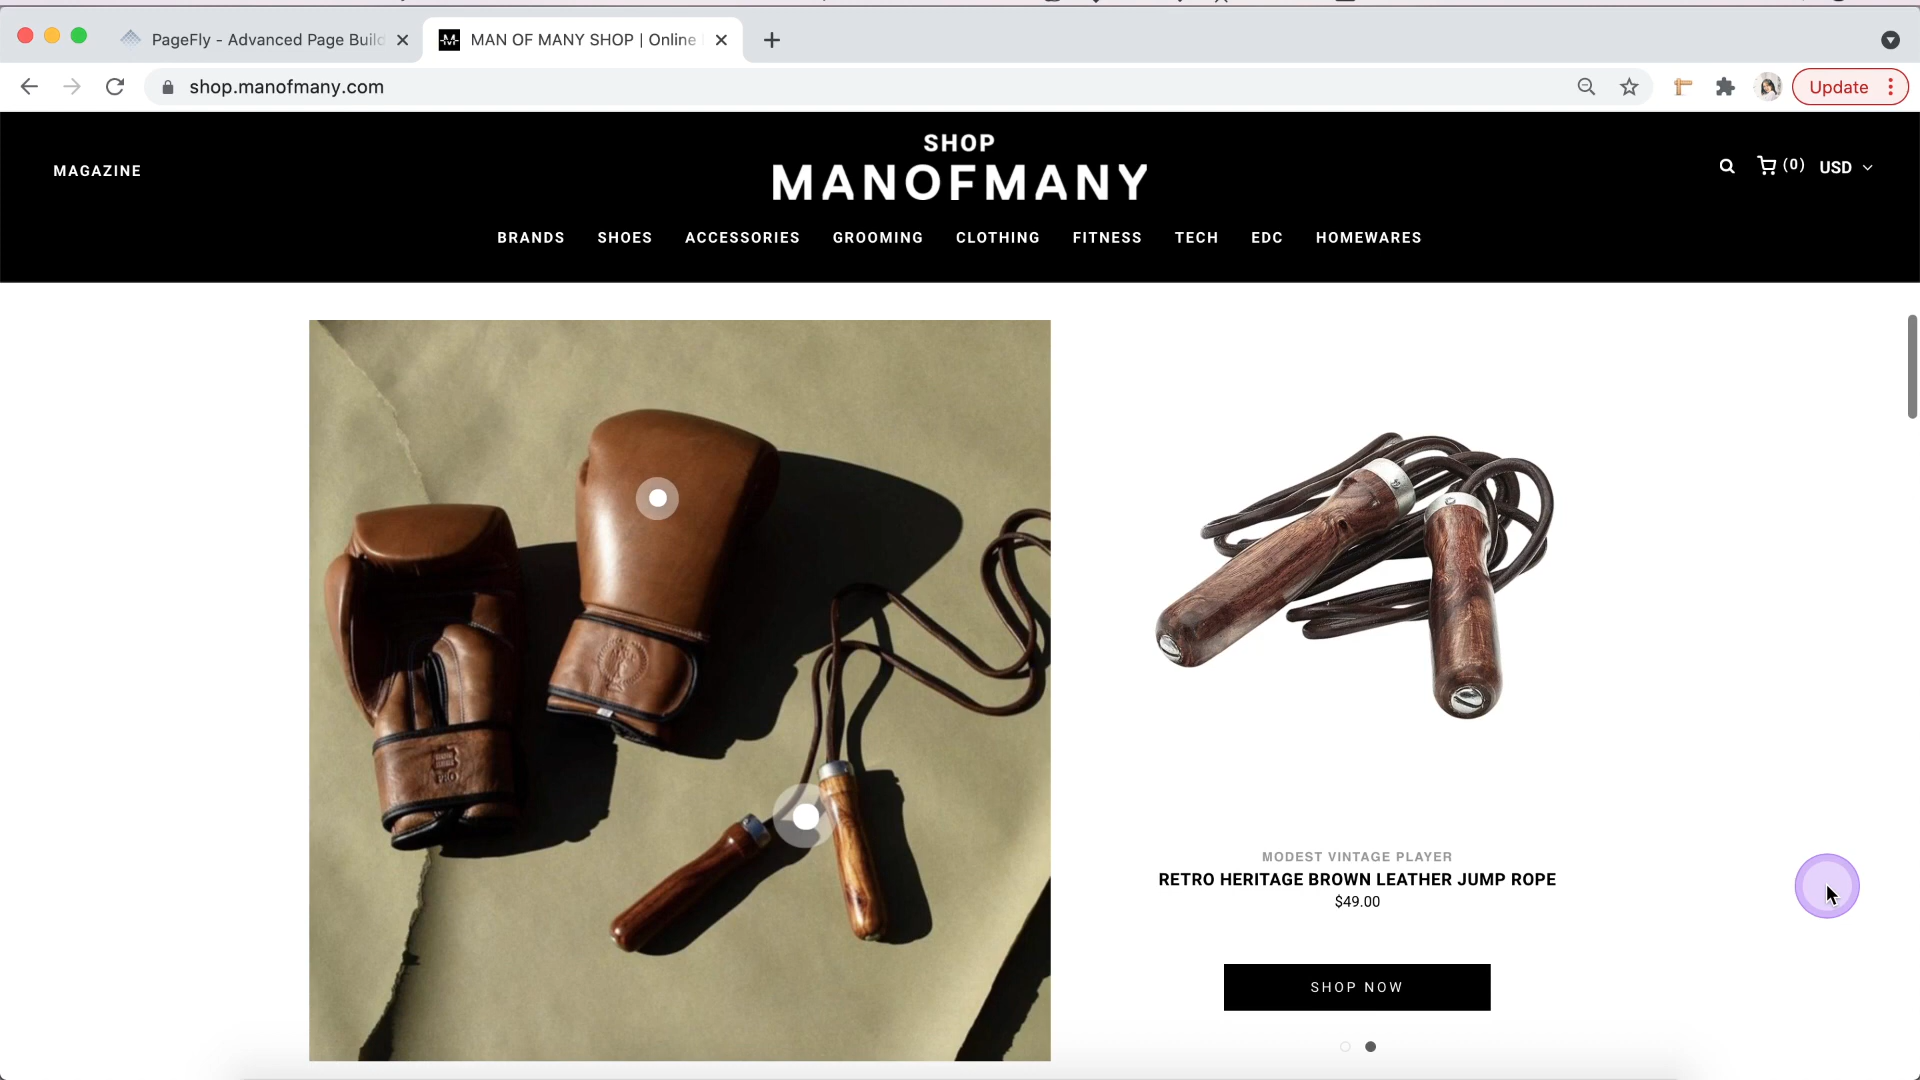 PageFly - Advanced Page Build
MAN OF MANY SHOP | Online
shop.manofmany.com
Update
MAGAZINE
SHOP
MANOFMANY
(0)
USD
BRANDS SHOES ACCESSORIES GROOMING CLOTHING FITNESS TECH EDC HOMEWARES
PRO
MODEST VINTAGE PLAYER
RETRO HERITAGE BROWN LEATHER JUMP ROPE
$49.00
SHOP NOW